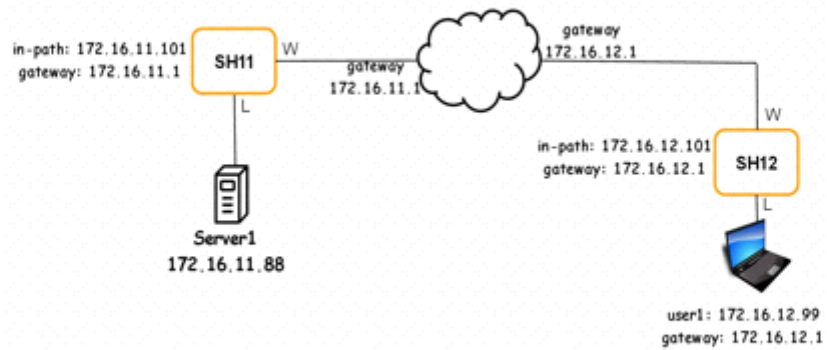 in-path: 172.16.11.101
gateway: 172.16.11.1
SH11
W
L
gateway
172.16.11.1
gateway
172.16.12.1
W
in-path: 172.16.12.101
gateway: 172.16.12.1
SH12
L
Server1
172.16.11.88
user1: 172.16.12.99
gateway: 172.16.12.1